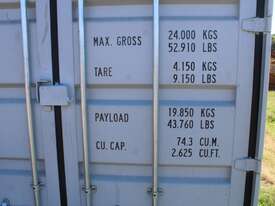 MAX. GROSS 24.000 KGS
52.910 LBS
TARE 4.150 KGS
9.150 LBS
PAYLOAD 19.850 KGS
43.760 LBS
CU. CAP. 74.3 CU.M.
2.625 CU.FT.